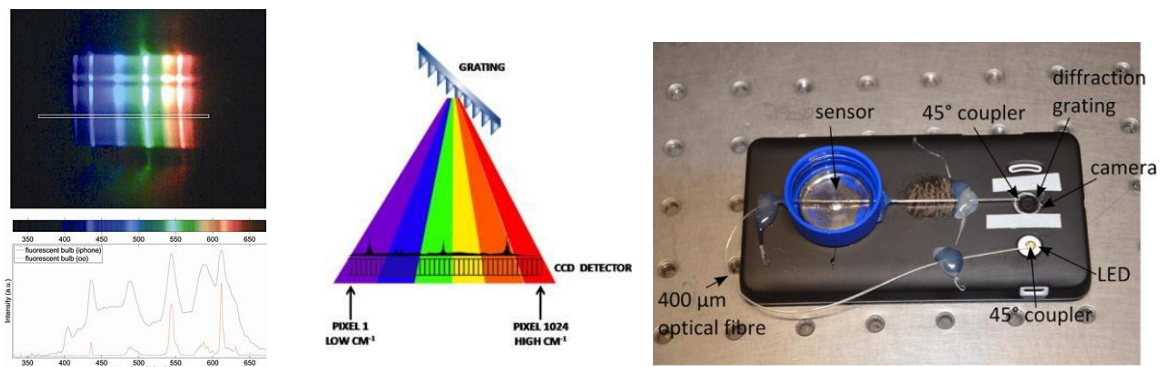 350 400 450 500 550 600 650
fluorescent bulb (iphone)
fluorescent bulb (oo)
Intensity (a.u.)
350 400 450 500 550 600 650
GRATING
CCD DETECTOR
PIXEL 1
LOW CM⁻¹
PIXEL 1024
HIGH CM⁻¹
diffraction
grating
45° coupler
sensor
camera
LED
400 µm
optical fibre
45° coupler